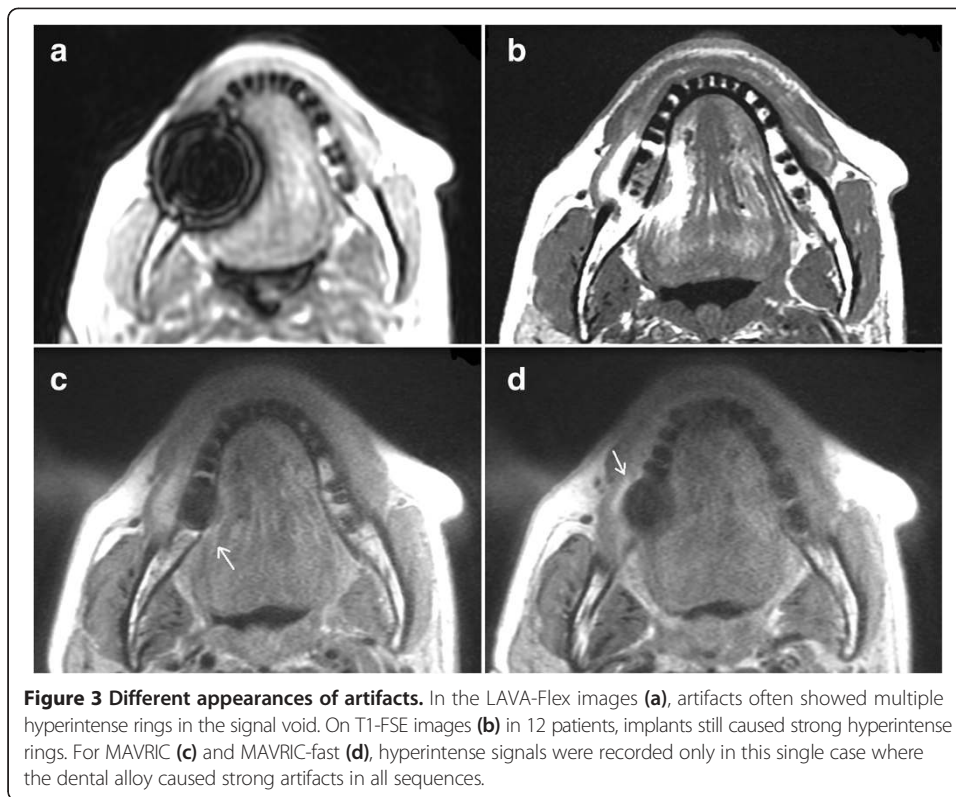 a
b
c
d
Figure 3 Different appearances of artifacts. In the LAVA-Flex images (a), artifacts often showed multiple
hyperintense rings in the signal void. On T1-FSE images (b) in 12 patients, implants still caused strong hyperintense
rings. For MAVRIC (c) and MAVRIC-fast (d), hyperintense signals were recorded only in this single case where
the dental alloy caused strong artifacts in all sequences.